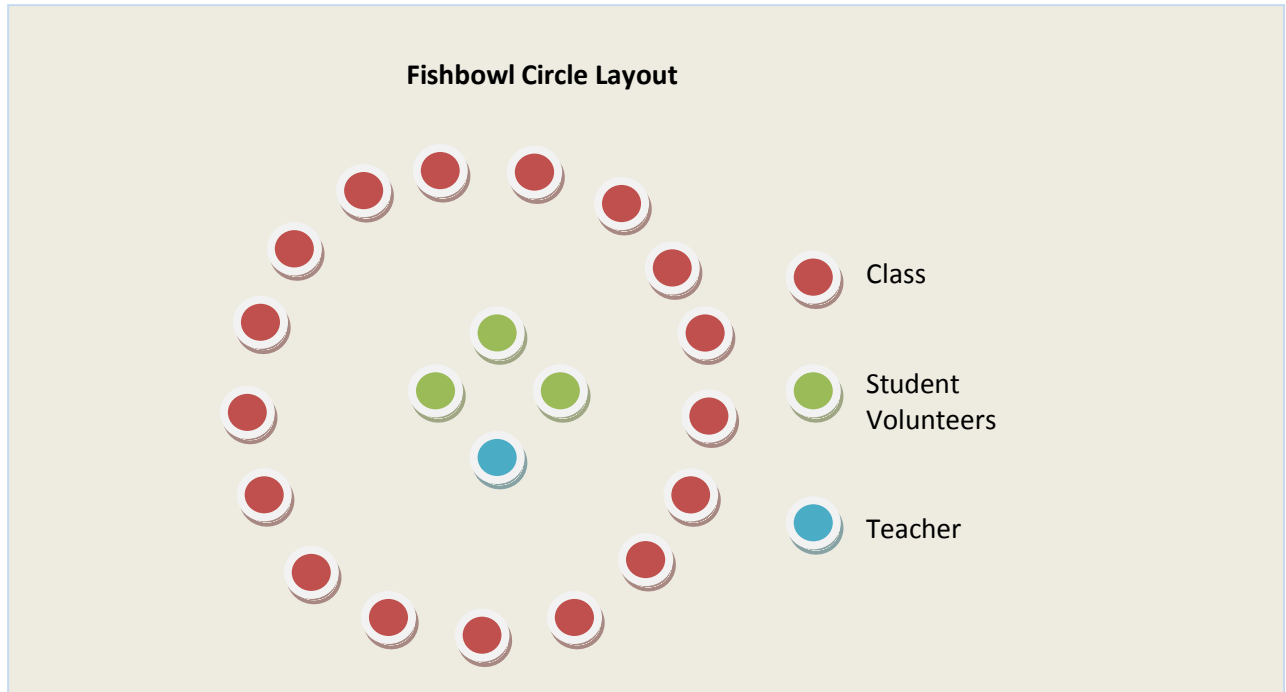 Fishbowl Circle Layout
Class
Student
Volunteers
Teacher